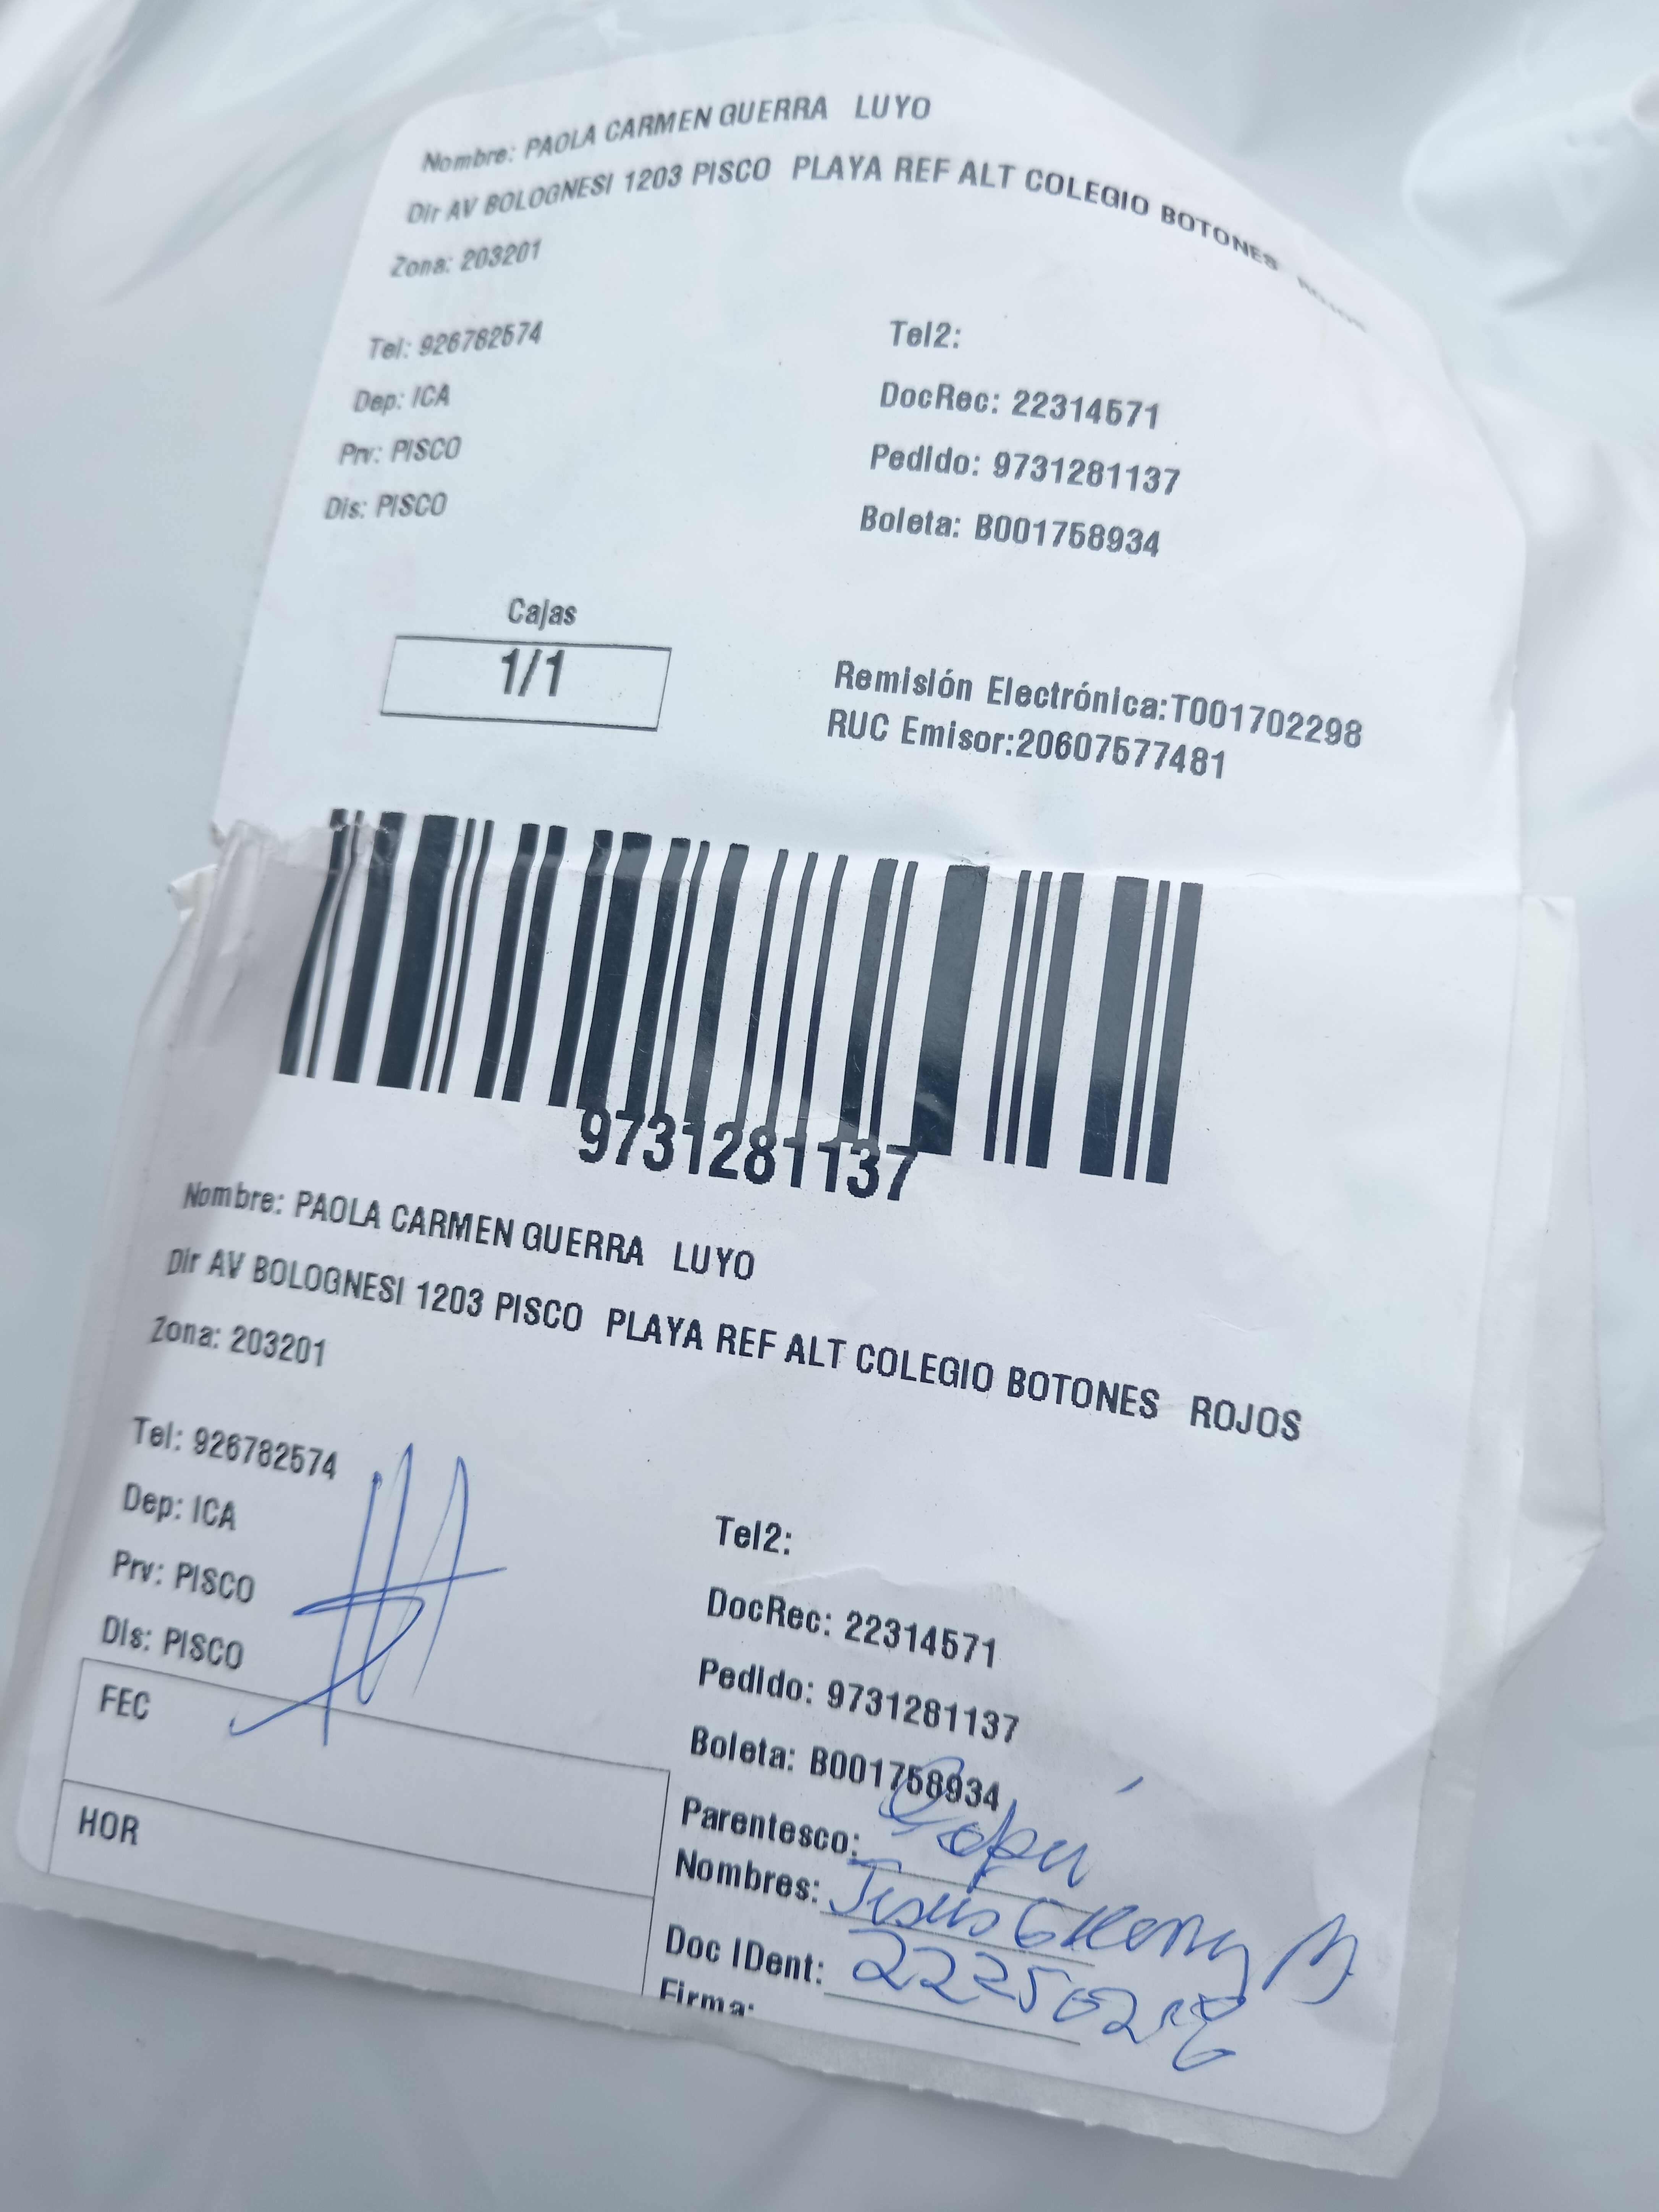 Nombre: PAOLA CARMEN GUERRA LUYO
Dir AV BOLOGNESI 1203 PISCO PLAYA REF ALT COLEGIO BOTONES ROJOS
Zona: 203201
Tel: 926782574
Tel2:
Dep: ICA
DocRec: 22314571
Prv: PISCO
Pedido: 9731281137
Dis: PISCO
Boleta: B001758934
Cajas
1/1
Remisión Electrónica:T001702298
RUC Emisor:20607577481
9731281137
Nombre: PAOLA CARMEN GUERRA LUYO
Dir AV BOLOGNESI 1203 PISCO PLAYA REF ALT COLEGIO BOTONES ROJOS
Zona: 203201
Tel: 926782574
Tel2:
Dep: ICA
DocRec: 22314571
Prv: PISCO
Pedido: 9731281137
Dis: PISCO
Boleta: B001758934
FEC
HOR
Parentesco:
Nombres: Jesús Guerra M
Doc IDent:
Firma: